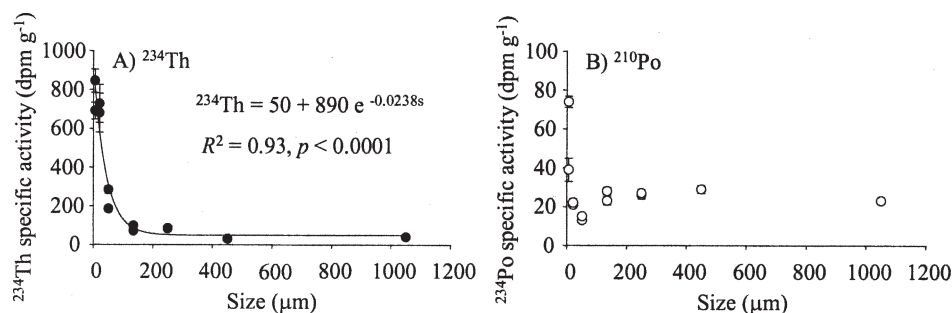 A) ²³⁴Th
²³⁴Th = 50 + 890 e ⁻⁰·⁰²³⁸ˢ
R² = 0.93, p < 0.0001
²³⁴Th specific activity (dpm g⁻¹)
1000
800
600
400
200
0
0 200 400 600 800 1000 1200
Size (µm)
B) ²¹⁰Po
²³⁴Po specific activity (dpm g⁻¹)
100
80
60
40
20
0
0 200 400 600 800 1000 1200
Size (µm)